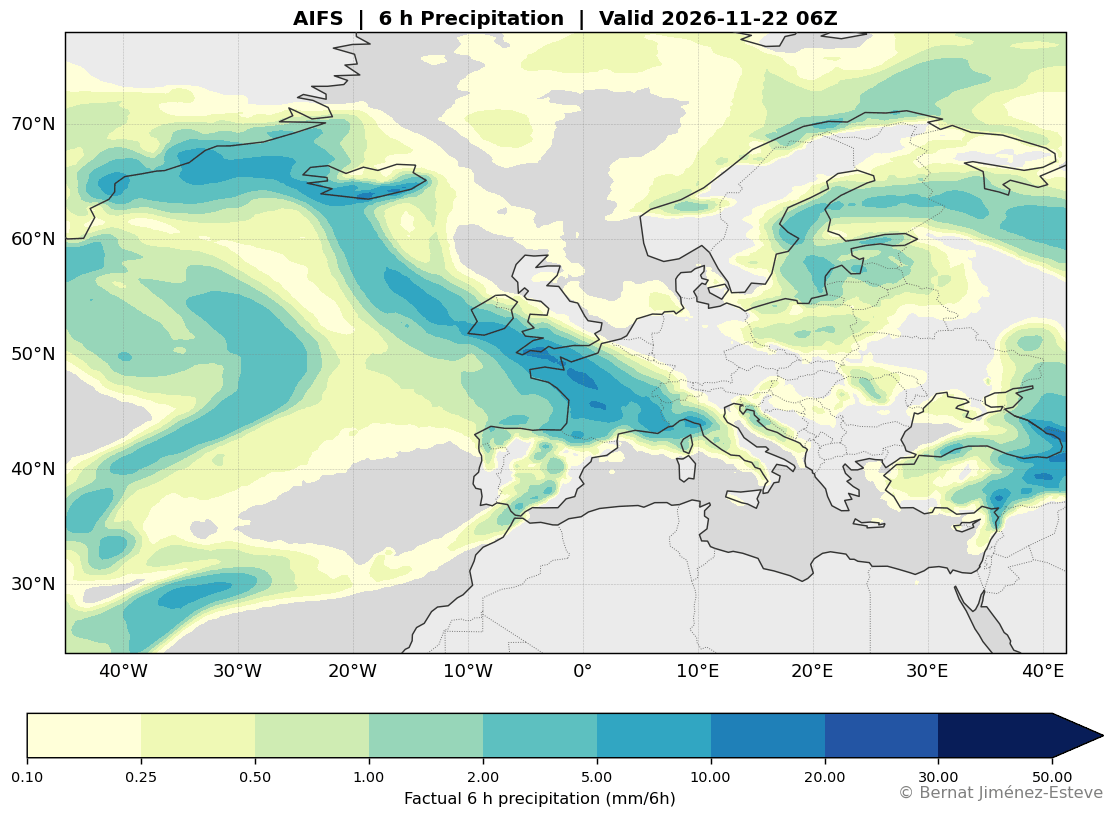 AIFS | 6 h Precipitation | Valid 2026-11-22 06Z
70°N
60°N
50°N
40°N
30°N
40°W 30°W 20°W 10°W 0° 10°E 20°E 30°E 40°E
0.10 0.25 0.50 1.00 2.00 5.00 10.00 20.00 30.00 50.00
Factual 6 h precipitation (mm/6h)
© Bernat Jiménez-Esteve